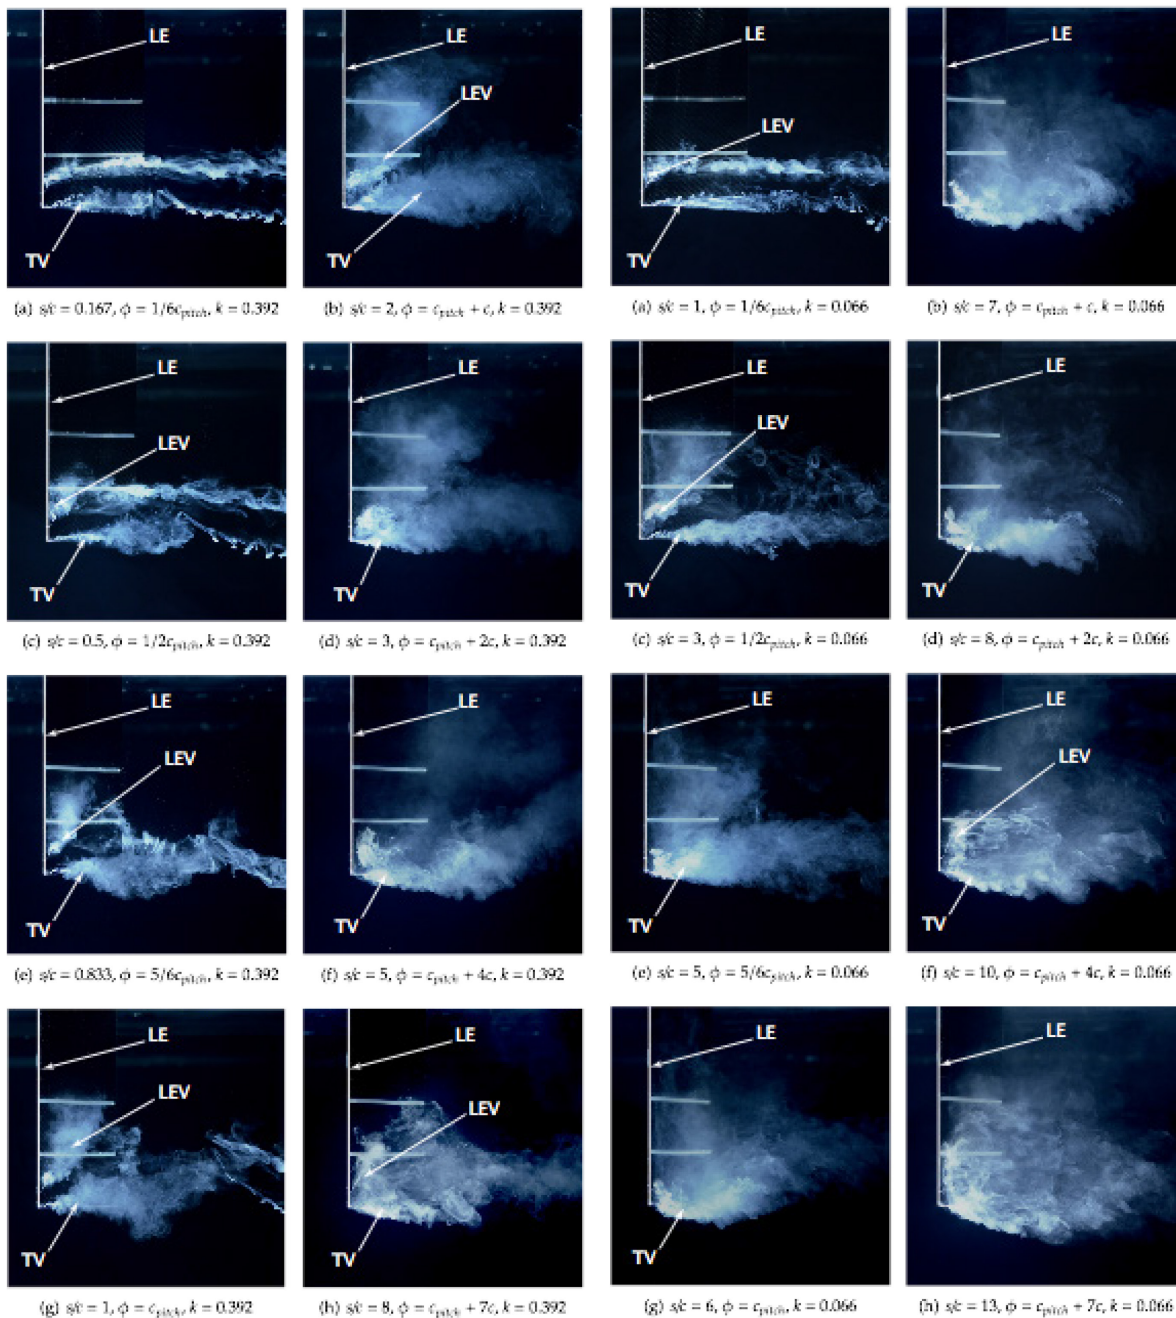 LE
TV
(a) s/c = 0.167, ϕ = 1/6c_pitch, k = 0.392
LE
LEV
TV
(b) s/c = 2, ϕ = c_pitch + c, k = 0.392
LE
LEV
TV
(a) s/c = 1, ϕ = 1/6c_pitch, k = 0.066
LE
(b) s/c = 7, ϕ = c_pitch + c, k = 0.066
LE
LEV
TV
(c) s/c = 0.5, ϕ = 1/2c_pitch, k = 0.392
LE
TV
(d) s/c = 3, ϕ = c_pitch + 2c, k = 0.392
LE
LEV
TV
(c) s/c = 3, ϕ = 1/2c_pitch, k = 0.066
LE
TV
(d) s/c = 8, ϕ = c_pitch + 2c, k = 0.066
LE
LEV
TV
(e) s/c = 0.833, ϕ = 5/6c_pitch, k = 0.392
LE
TV
(f) s/c = 5, ϕ = c_pitch + 4c, k = 0.392
LE
TV
(e) s/c = 5, ϕ = 5/6c_pitch, k = 0.066
LE
LEV
TV
(f) s/c = 10, ϕ = c_pitch + 4c, k = 0.066
LE
LEV
TV
(g) s/c = 1, ϕ = c_pitch, k = 0.392
LE
LEV
TV
(h) s/c = 8, ϕ = c_pitch + 7c, k = 0.392
LE
TV
(g) s/c = 6, ϕ = c_pitch, k = 0.066
LE
(h) s/c = 13, ϕ = c_pitch + 7c, k = 0.066